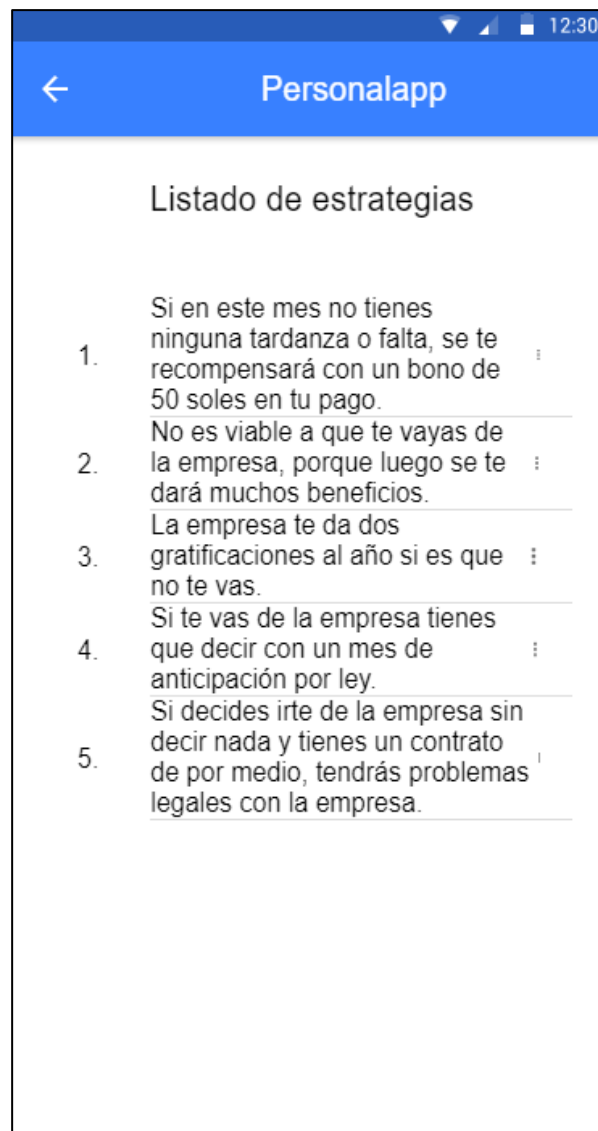 12:30
Personalapp
Listado de estrategias
1.
Si en este mes no tienes
ninguna tardanza o falta, se te
recompensará con un bono de
50 soles en tu pago.
2.
No es viable a que te vayas de
la empresa, porque luego se te
dará muchos beneficios.
3.
La empresa te da dos
gratificaciones al año si es que
no te vas.
4.
Si te vas de la empresa tienes
que decir con un mes de
anticipación por ley.
5.
Si decides irte de la empresa sin
decir nada y tienes un contrato
de por medio, tendrás problemas
legales con la empresa.